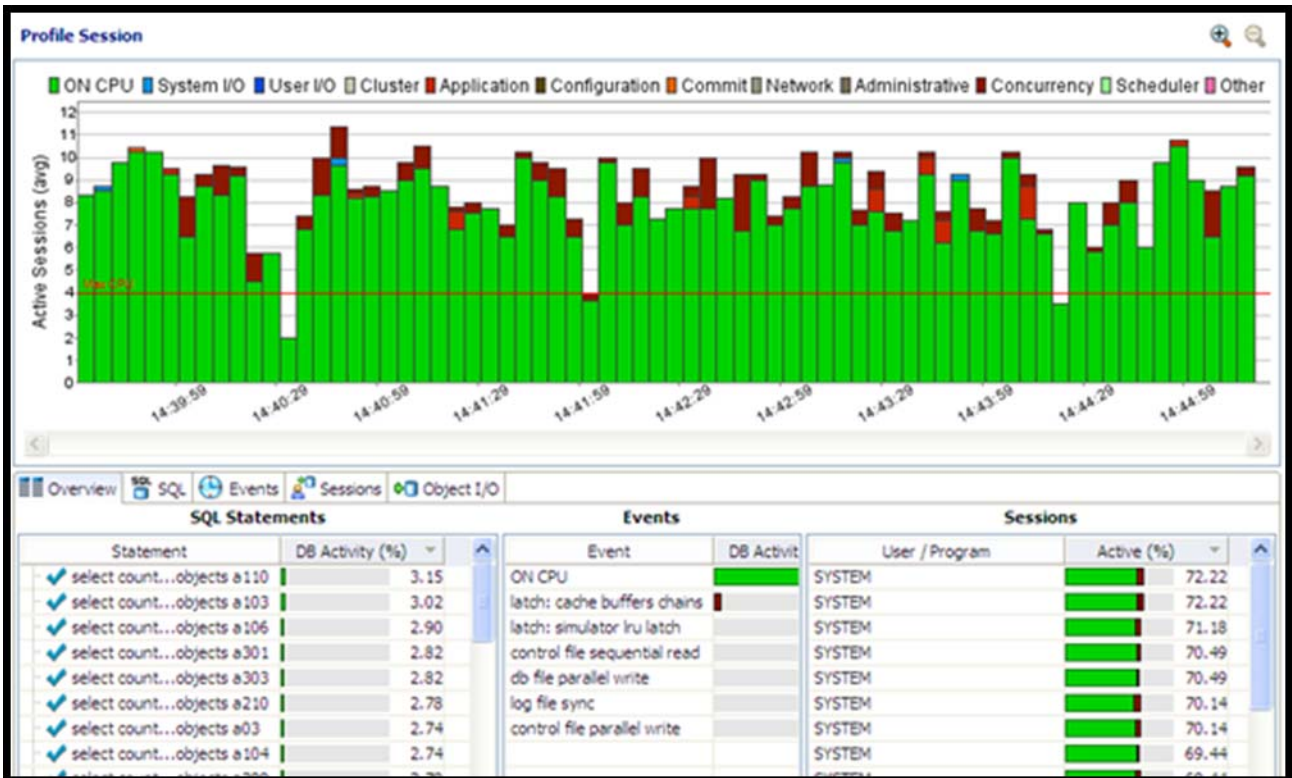 Profile Session
ON CPU System I/O User I/O Cluster Application Configuration Commit Network Administrative Concurrency Scheduler Other
Active Sessions (avg)
12
11
10
9
8
7
6
5
4
3
2
1
0
Max CPU
14:39:59 14:40:29 14:40:59 14:41:29 14:41:59 14:42:29 14:42:59 14:43:29 14:43:59 14:44:29 14:44:59
Overview SQL SQL Events Sessions Object I/O
SQL Statements Events Sessions
Statement DB Activity (%) Event DB Activit User / Program Active (%)
select count...objects a110 3.15 ON CPU SYSTEM 72.22
select count...objects a103 3.02 latch: cache buffers chains SYSTEM 72.22
select count...objects a106 2.90 latch: simulator lru latch SYSTEM 71.18
select count...objects a301 2.82 control file sequential read SYSTEM 70.49
select count...objects a303 2.82 db file parallel write SYSTEM 70.49
select count...objects a210 2.78 log file sync SYSTEM 70.14
select count...objects a03 2.74 control file parallel write SYSTEM 70.14
select count...objects a104 2.74 SYSTEM 69.44